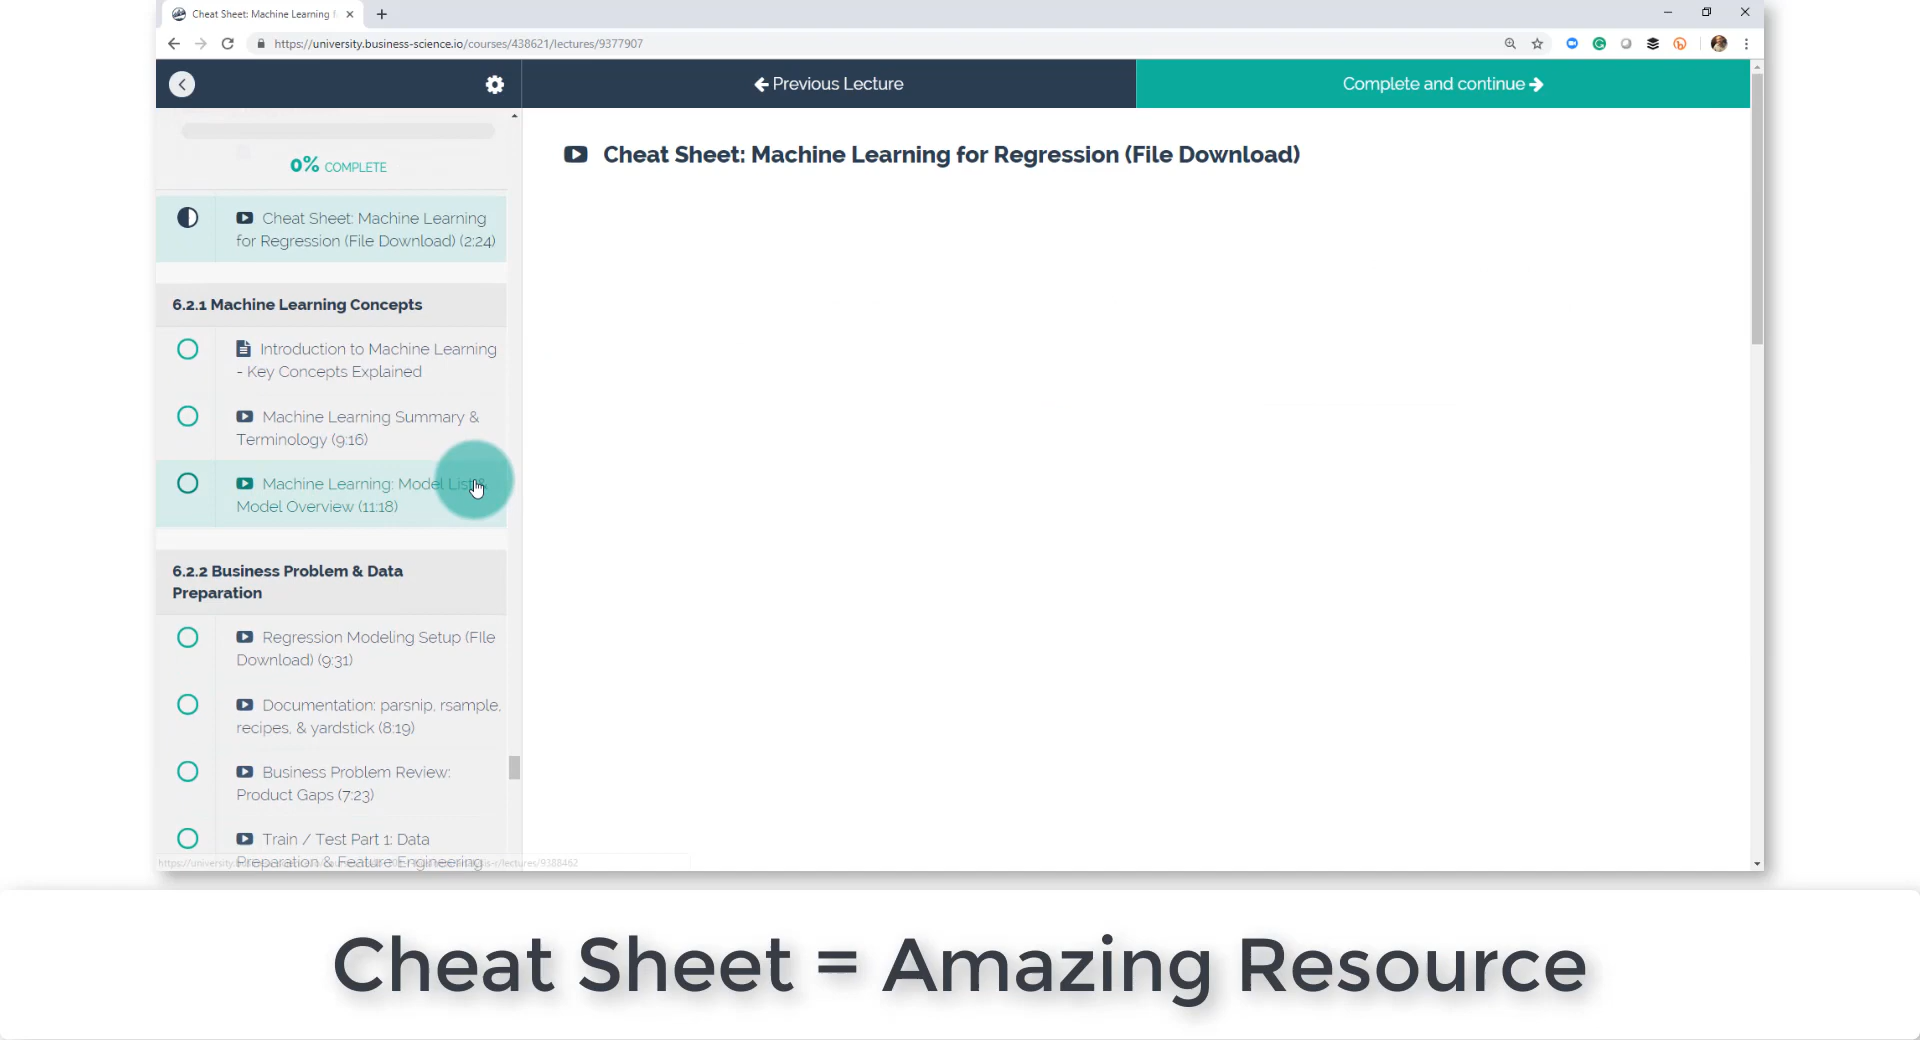 Cheat Sheet: Machine Learning f
https://university.business-science.io/courses/438621/lectures/9377907
Previous Lecture
Complete and continue
0% COMPLETE
Cheat Sheet: Machine Learning for Regression (File Download)
Cheat Sheet: Machine Learning
for Regression (File Download) (2:24)
6.2.1 Machine Learning Concepts
Introduction to Machine Learning
- Key Concepts Explained
Machine Learning Summary &
Terminology (9:16)
Machine Learning: Model List &
Model Overview (11:18)
6.2.2 Business Problem & Data
Preparation
Regression Modeling Setup (FIle
Download) (9:31)
Documentation: parsnip, rsample,
recipes, & yardstick (8:19)
Business Problem Review:
Product Gaps (7:23)
Train / Test Part 1: Data
Preparation & Feature Engineering
Cheat Sheet = Amazing Resource